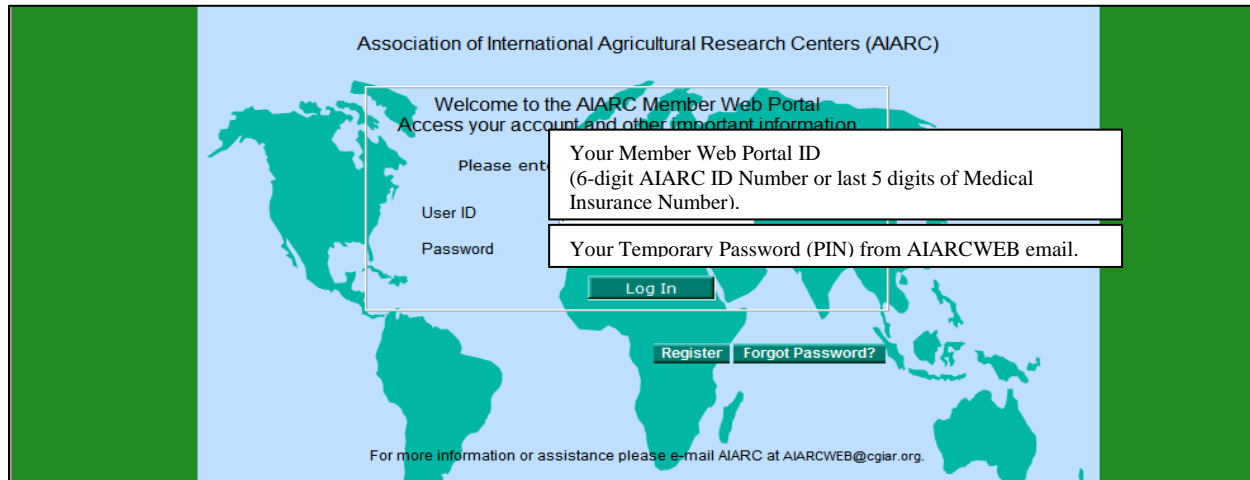 Association of International Agricultural Research Centers (AIARC)
Welcome to the AIARC Member Web Portal
Access your account and other important information
Please ente
Your Member Web Portal ID
(6-digit AIARC ID Number or last 5 digits of Medical
Insurance Number).
User ID
Password
Your Temporary Password (PIN) from AIARCWEB email.
Log In
Register
Forgot Password?
For more information or assistance please e-mail AIARC at AIARCWEB@cgiar.org.